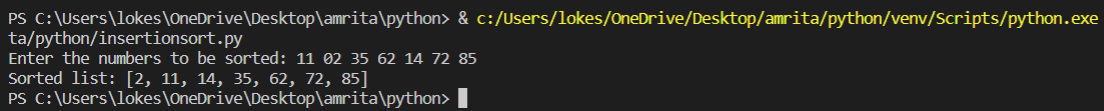 PS C:\Users\lokes\OneDrive\Desktop\amrita\python> & c:/Users/lokes/OneDrive/Desktop/amrita/python/venv/Scripts/python.exe
ta/python/insertionsort.py
Enter the numbers to be sorted: 11 02 35 62 14 72 85
Sorted list: [2, 11, 14, 35, 62, 72, 85]
PS C:\Users\lokes\OneDrive\Desktop\amrita\python>